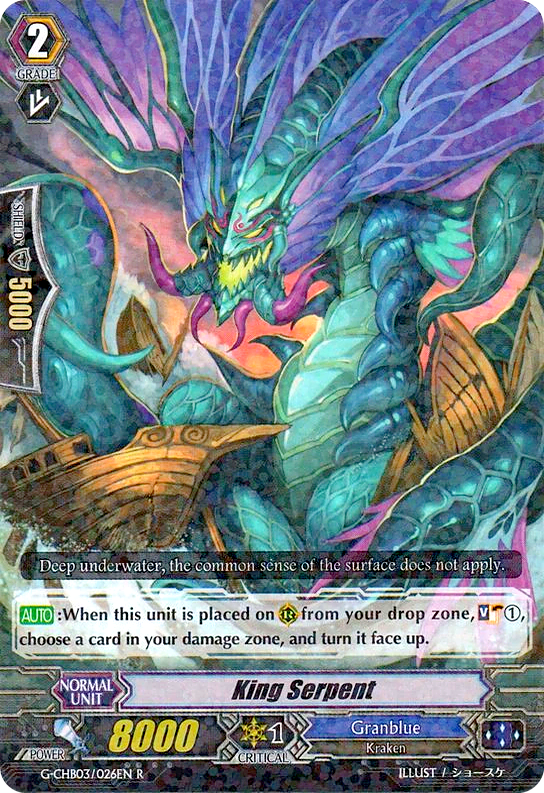 2
GRADE
SHIELD
5000
Deep underwater, the common sense of the surface does not apply.
AUTO :When this unit is placed on R from your drop zone, V ①,
choose a card in your damage zone, and turn it face up.
NORMAL
UNIT
King Serpent
POWER
8000
1
CRITICAL
Granblue
Kraken
G-CHB03/026EN R
ILLUST / ショースケ